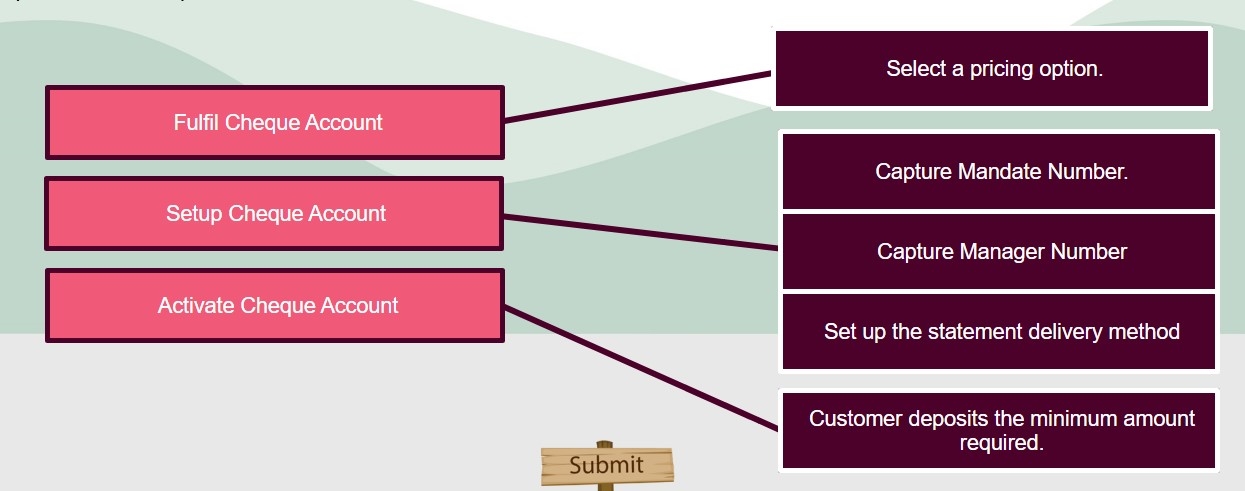 Fulfil Cheque Account
Setup Cheque Account
Activate Cheque Account
Select a pricing option.
Capture Mandate Number.
Capture Manager Number
Set up the statement delivery method
Customer deposits the minimum amount
required.
Submit